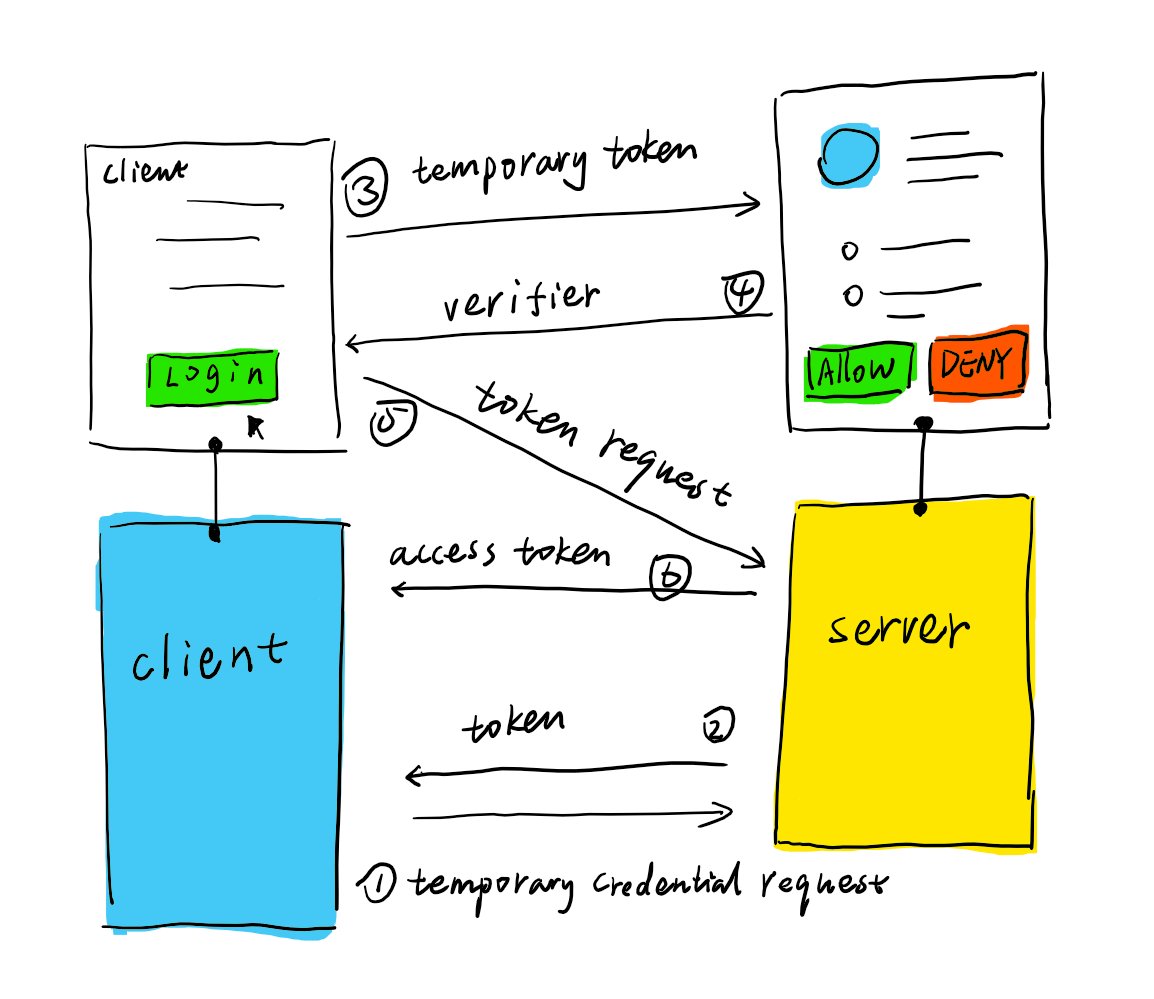 client
③ temporary token
verifier ④
Login
Allow
DENY
⑤ token request
access token ⑥
client
server
token ②
① temporary credential request